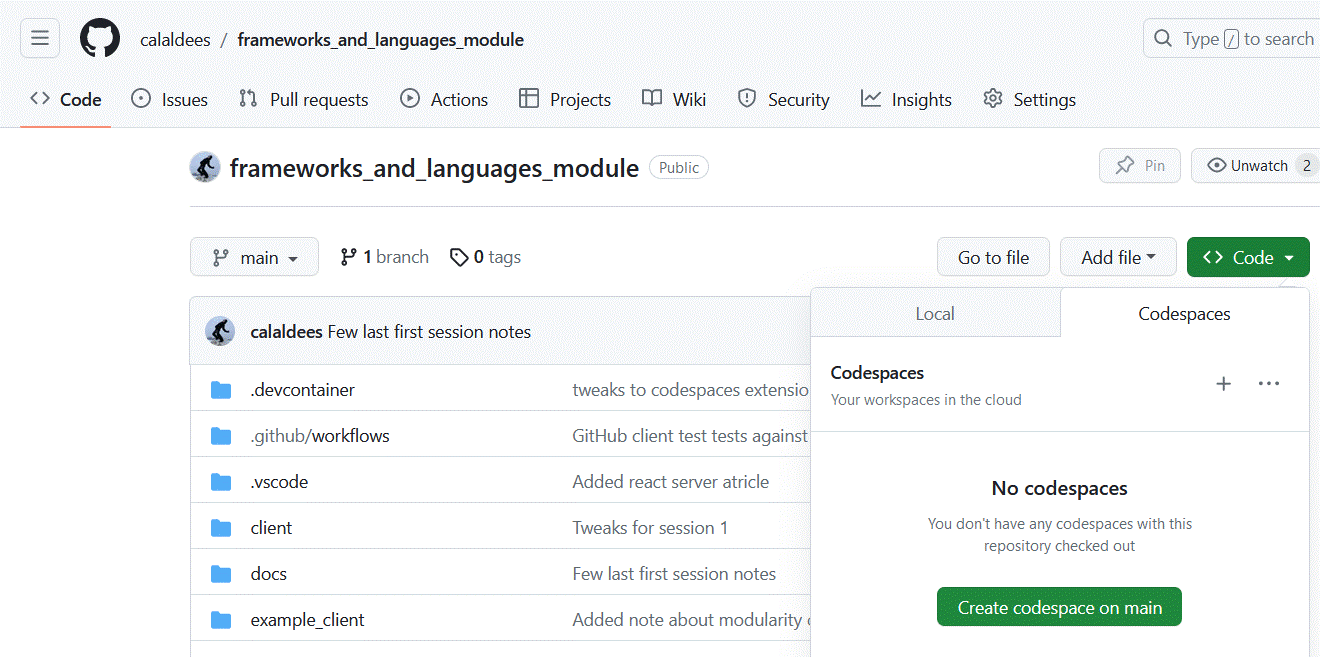 calaldees / frameworks_and_languages_module
Type / to search
Code Issues Pull requests Actions Projects Wiki Security Insights Settings
frameworks_and_languages_module Public
Pin Unwatch 2
main 1 branch 0 tags
Go to file Add file Code
Local Codespaces
calaldees Few last first session notes
Codespaces
Your workspaces in the cloud
.devcontainer tweaks to codespaces extensio
.github/workflows GitHub client test tests against
.vscode Added react server atricle
client Tweaks for session 1
docs Few last first session notes
example_client Added note about modularity
No codespaces
You don't have any codespaces with this
repository checked out
Create codespace on main